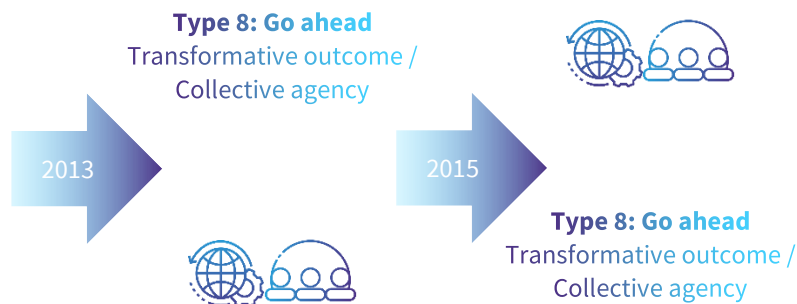 Type 8: Go ahead
Transformative outcome /
Collective agency
2013
2015
Type 8: Go ahead
Transformative outcome /
Collective agency